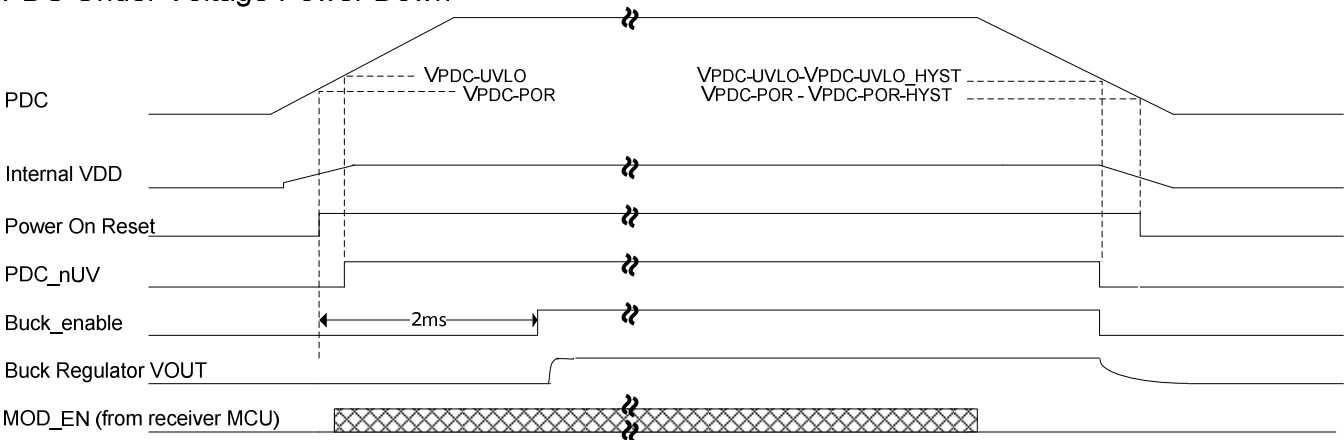 PDC Under Voltage Power Down
VPDC-UVLO
VPDC-POR
VPDC-UVLO-VPDC-UVLO_HYST
VPDC-POR - VPDC-POR-HYST
PDC
Internal VDD
Power On Reset
PDC_nUV
Buck_enable
2ms
Buck Regulator VOUT
MOD_EN (from receiver MCU)